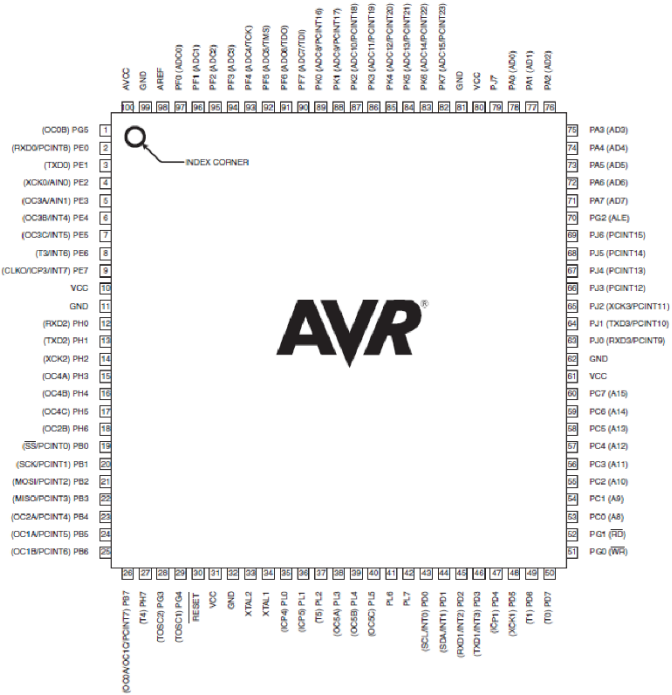 AVCC
GND
AREF
PF0 (ADC0)
PF1 (ADC1)
PF2 (ADC2)
PF3 (ADC3)
PF4 (ADC4/TCK)
PF5 (ADC5/TMS)
PF6 (ADC6/TDO)
PF7 (ADC7/TDI)
PK0 (ADC8/PCINT16)
PK1 (ADC9/PCINT17)
PK2 (ADC10/PCINT18)
PK3 (ADC11/PCINT19)
PK4 (ADC12/PCINT20)
PK5 (ADC13/PCINT21)
PK6 (ADC14/PCINT22)
PK7 (ADC15/PCINT23)
GND
VCC
PJ7
PA0 (AD0)
PA1 (AD1)
PA2 (AD2)
100 99 98 97 96 95 94 93 92 91 90 89 88 87 86 85 84 83 82 81 80 79 78 77 76
(OC0B) PG5 1
(RXD0/PCINT8) PE0 2
(TXD0) PE1 3
(XCK0/AIN0) PE2 4
(OC3A/AIN1) PE3 5
(OC3B/INT4) PE4 6
(OC3C/INT5) PE5 7
(T3/INT6) PE6 8
(CLKO/ICP3/INT7) PE7 9
VCC 10
GND 11
(RXD2) PH0 12
(TXD2) PH1 13
(XCK2) PH2 14
(OC4A) PH3 15
(OC4B) PH4 16
(OC4C) PH5 17
(OC2B) PH6 18
(SS/PCINT0) PB0 19
(SCK/PCINT1) PB1 20
(MOSI/PCINT2) PB2 21
(MISO/PCINT3) PB3 22
(OC2A/PCINT4) PB4 23
(OC1A/PCINT5) PB5 24
(OC1B/PCINT6) PB6 25
INDEX CORNER
AVR®
75 PA3 (AD3)
74 PA4 (AD4)
73 PA5 (AD5)
72 PA6 (AD6)
71 PA7 (AD7)
70 PG2 (ALE)
69 PJ6 (PCINT15)
68 PJ5 (PCINT14)
67 PJ4 (PCINT13)
66 PJ3 (PCINT12)
65 PJ2 (XCK3/PCINT11)
64 PJ1 (TXD3/PCINT10)
63 PJ0 (RXD3/PCINT9)
62 GND
61 VCC
60 PC7 (A15)
59 PC6 (A14)
58 PC5 (A13)
57 PC4 (A12)
56 PC3 (A11)
55 PC2 (A10)
54 PC1 (A9)
53 PC0 (A8)
52 PG1 (RD)
51 PG0 (WR)
26 27 28 29 30 31 32 33 34 35 36 37 38 39 40 41 42 43 44 45 46 47 48 49 50
(OC0A/OC1C/PCINT7) PB7
(T4) PH7
(TOSC2) PG3
(TOSC1) PG4
RESET
VCC
GND
XTAL2
XTAL1
(ICP4) PL0
(ICP5) PL1
(T5) PL2
(OC5A) PL3
(OC5B) PL4
(OC5C) PL5
PL6
PL7
(SCL/INT0) PD0
(SDA/INT1) PD1
(RXD1/INT2) PD2
(TXD1/INT3) PD3
(ICP1) PD4
(XCK1) PD5
(T1) PD6
(T0) PD7